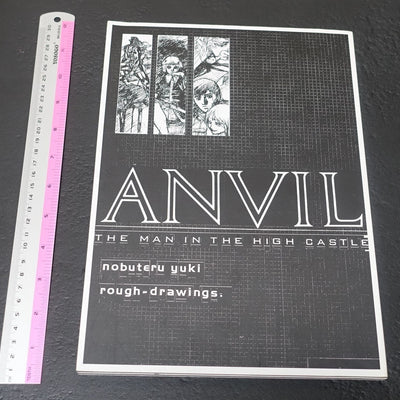 ANVIL
THE MAN IN THE HIGH CASTLE
nobuteru yuki
rough-drawings.